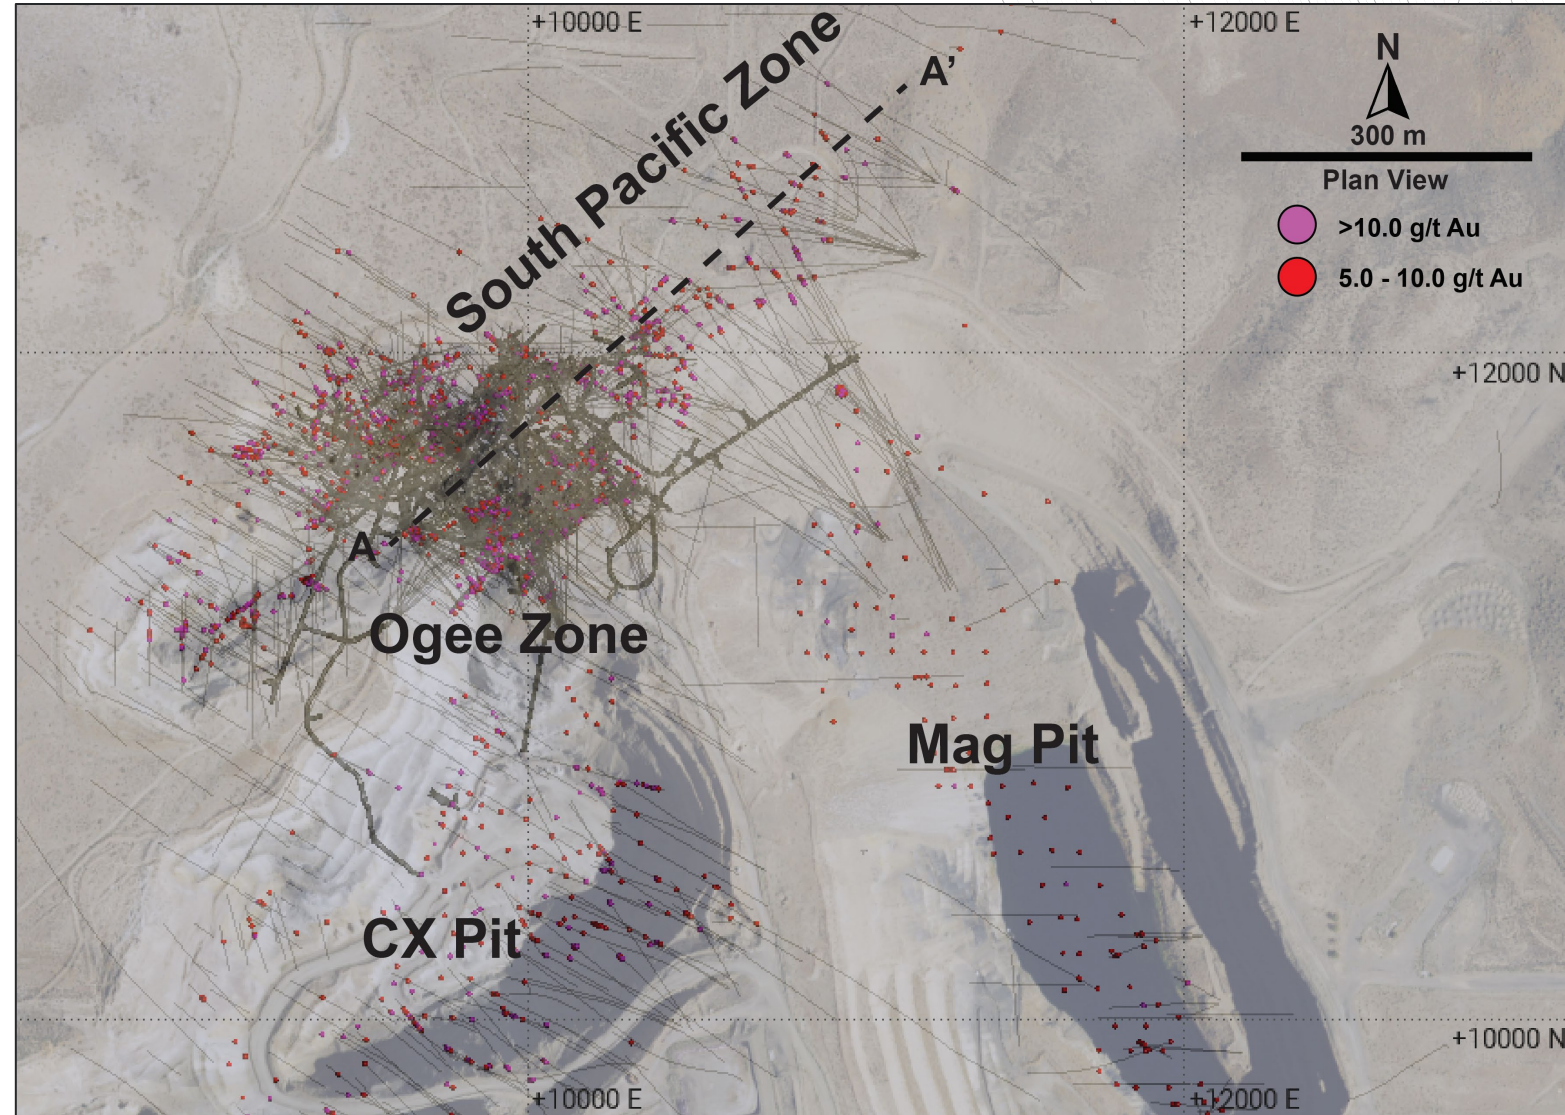 +10000 E
+12000 E
N
300 m
Plan View
>10.0 g/t Au
5.0 - 10.0 g/t Au
A’
South Pacific Zone
+12000 N
A
Ogee Zone
Mag Pit
CX Pit
+10000 N
+10000 E
+12000 E